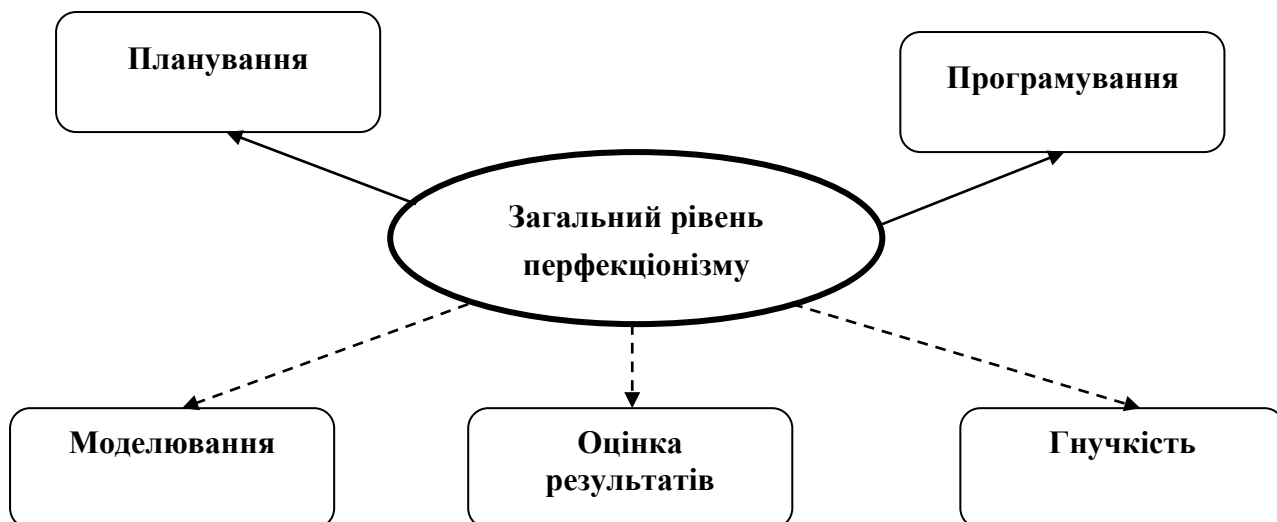 Планування
Програмування
Загальний рівень
перфекціонізму
Моделювання
Оцінка
результатів
Гнучкість